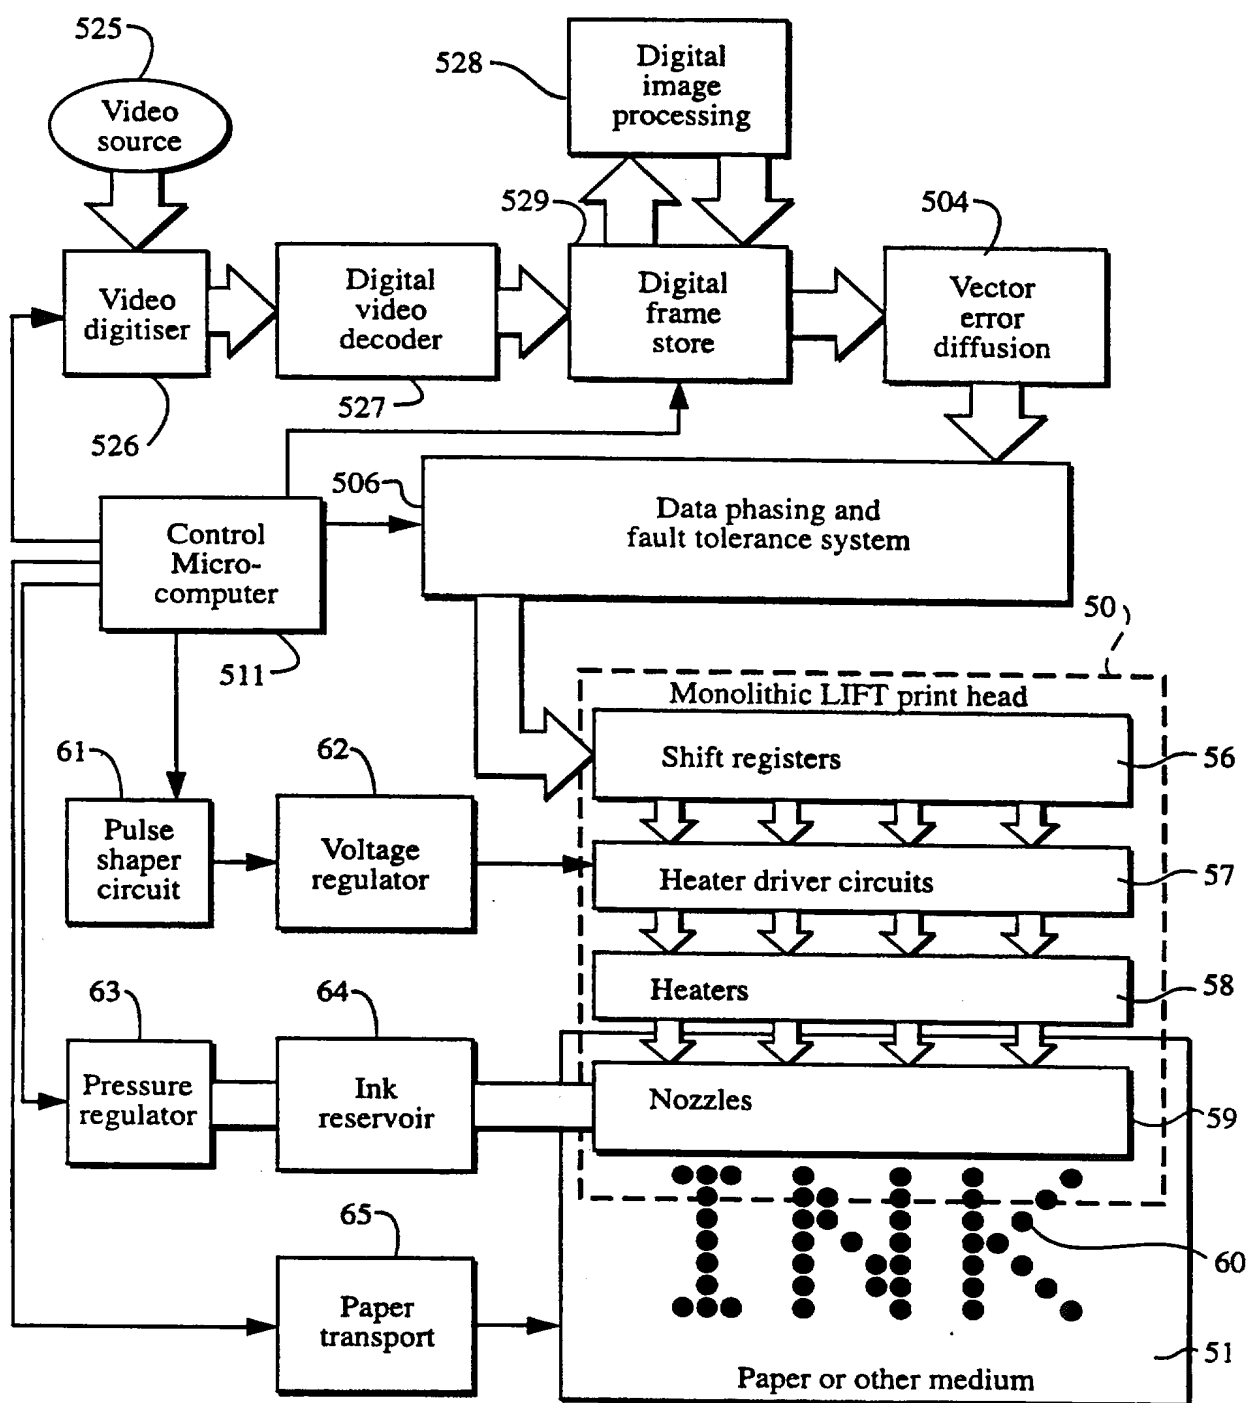 525
Video
source
528
Digital
image
processing
529
504
Video
digitiser
Digital
video
decoder
Digital
frame
store
Vector
error
diffusion
526
527
506
Control
Micro-
computer
Data phasing and
fault tolerance system
511
50
Monolithic LIFT print head
61
62
Shift registers
56
Pulse
shaper
circuit
Voltage
regulator
Heater driver circuits
57
63
64
Heaters
58
Pressure
regulator
Ink
reservoir
Nozzles
59
INK
65
60
Paper
transport
51
Paper or other medium